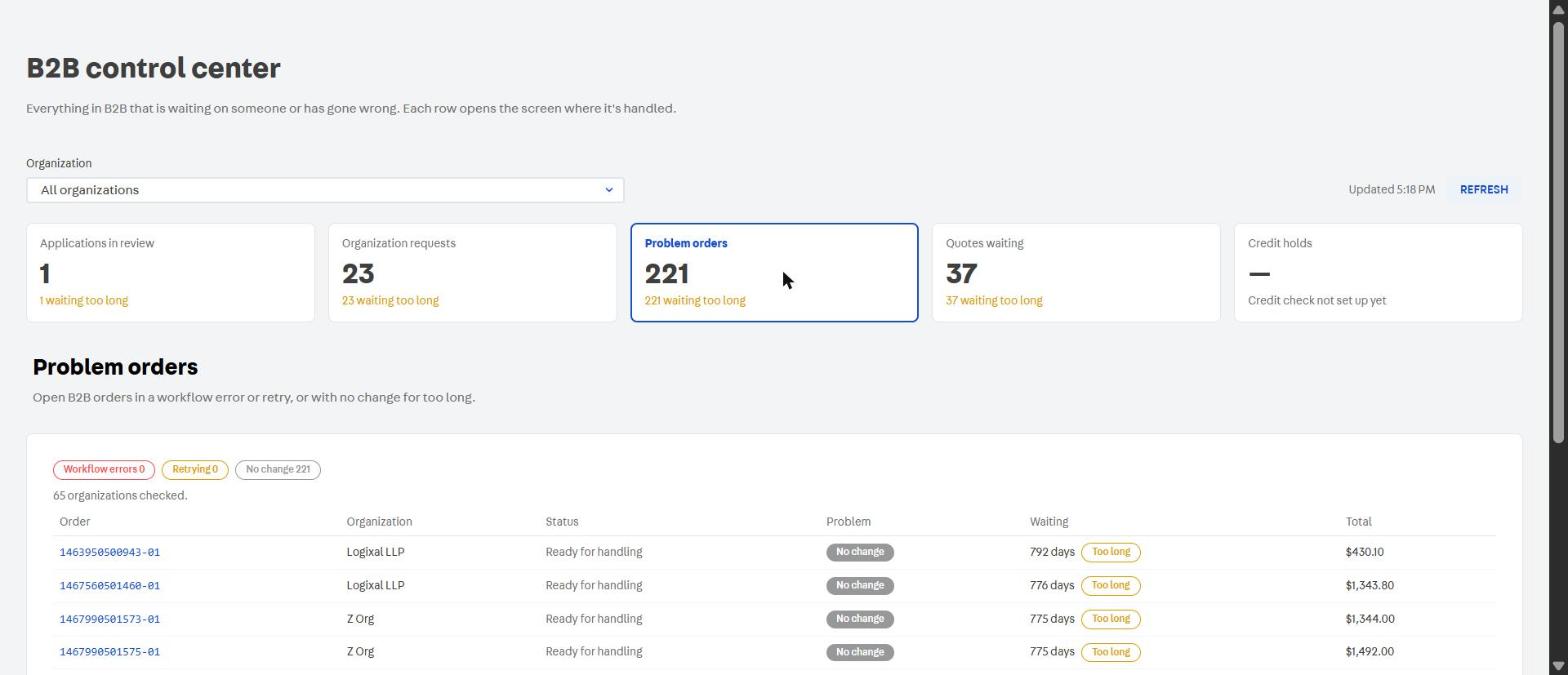 B2B control center
Everything in B2B that is waiting on someone or has gone wrong. Each row opens the screen where it's handled.
Organization
All organizations
Updated 5:18 PM REFRESH
Applications in review
1
1 waiting too long
Organization requests
23
23 waiting too long
Problem orders
221
221 waiting too long
Quotes waiting
37
37 waiting too long
Credit holds
—
Credit check not set up yet
Problem orders
Open B2B orders in a workflow error or retry, or with no change for too long.
Workflow errors 0 Retrying 0 No change 221
65 organizations checked.
Order Organization Status Problem Waiting Total
1463950500943-01 Logixal LLP Ready for handling No change 792 days Too long $430.10
1467560501460-01 Logixal LLP Ready for handling No change 776 days Too long $1,343.80
1467990501573-01 Z Org Ready for handling No change 775 days Too long $1,344.00
1467990501575-01 Z Org Ready for handling No change 775 days Too long $1,492.00